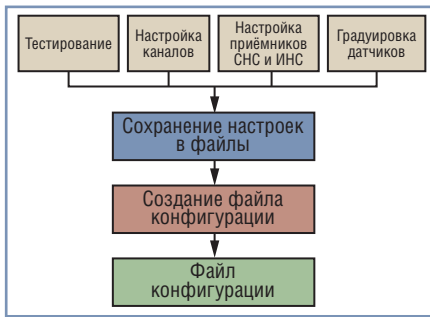 Тестирование
Настройка
каналов
Настройка
приёмников
СНС и ИНС
Градуировка
датчиков
Сохранение настроек
в файлы
Создание файла
конфигурации
Файл
конфигурации